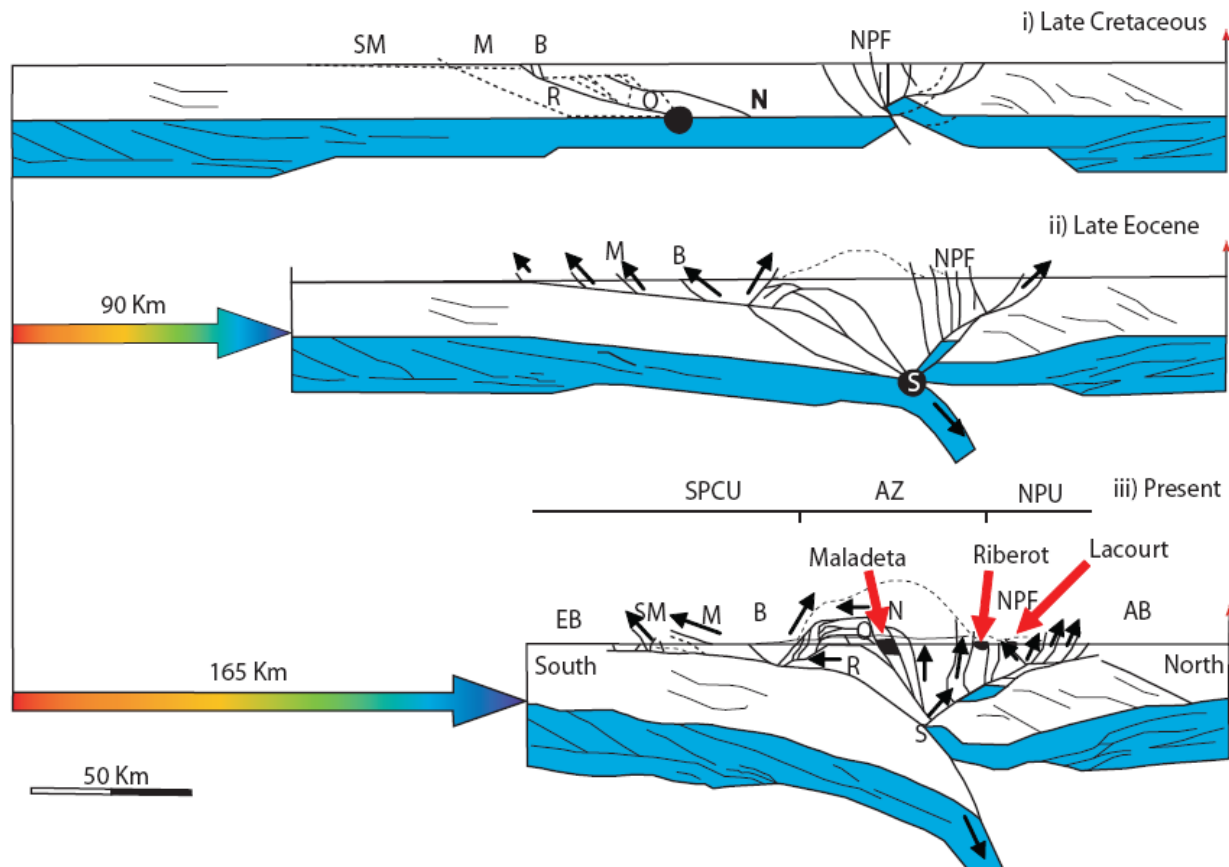 i) Late Cretaceous
SM M B NPF
R O N
ii) Late Eocene
M B NPF
90 Km
S
SPCU AZ NPU iii) Present
Maladeta Riberot Lacourt
EB SM M B N NPF AB
O
South R North
165 Km
S
50 Km